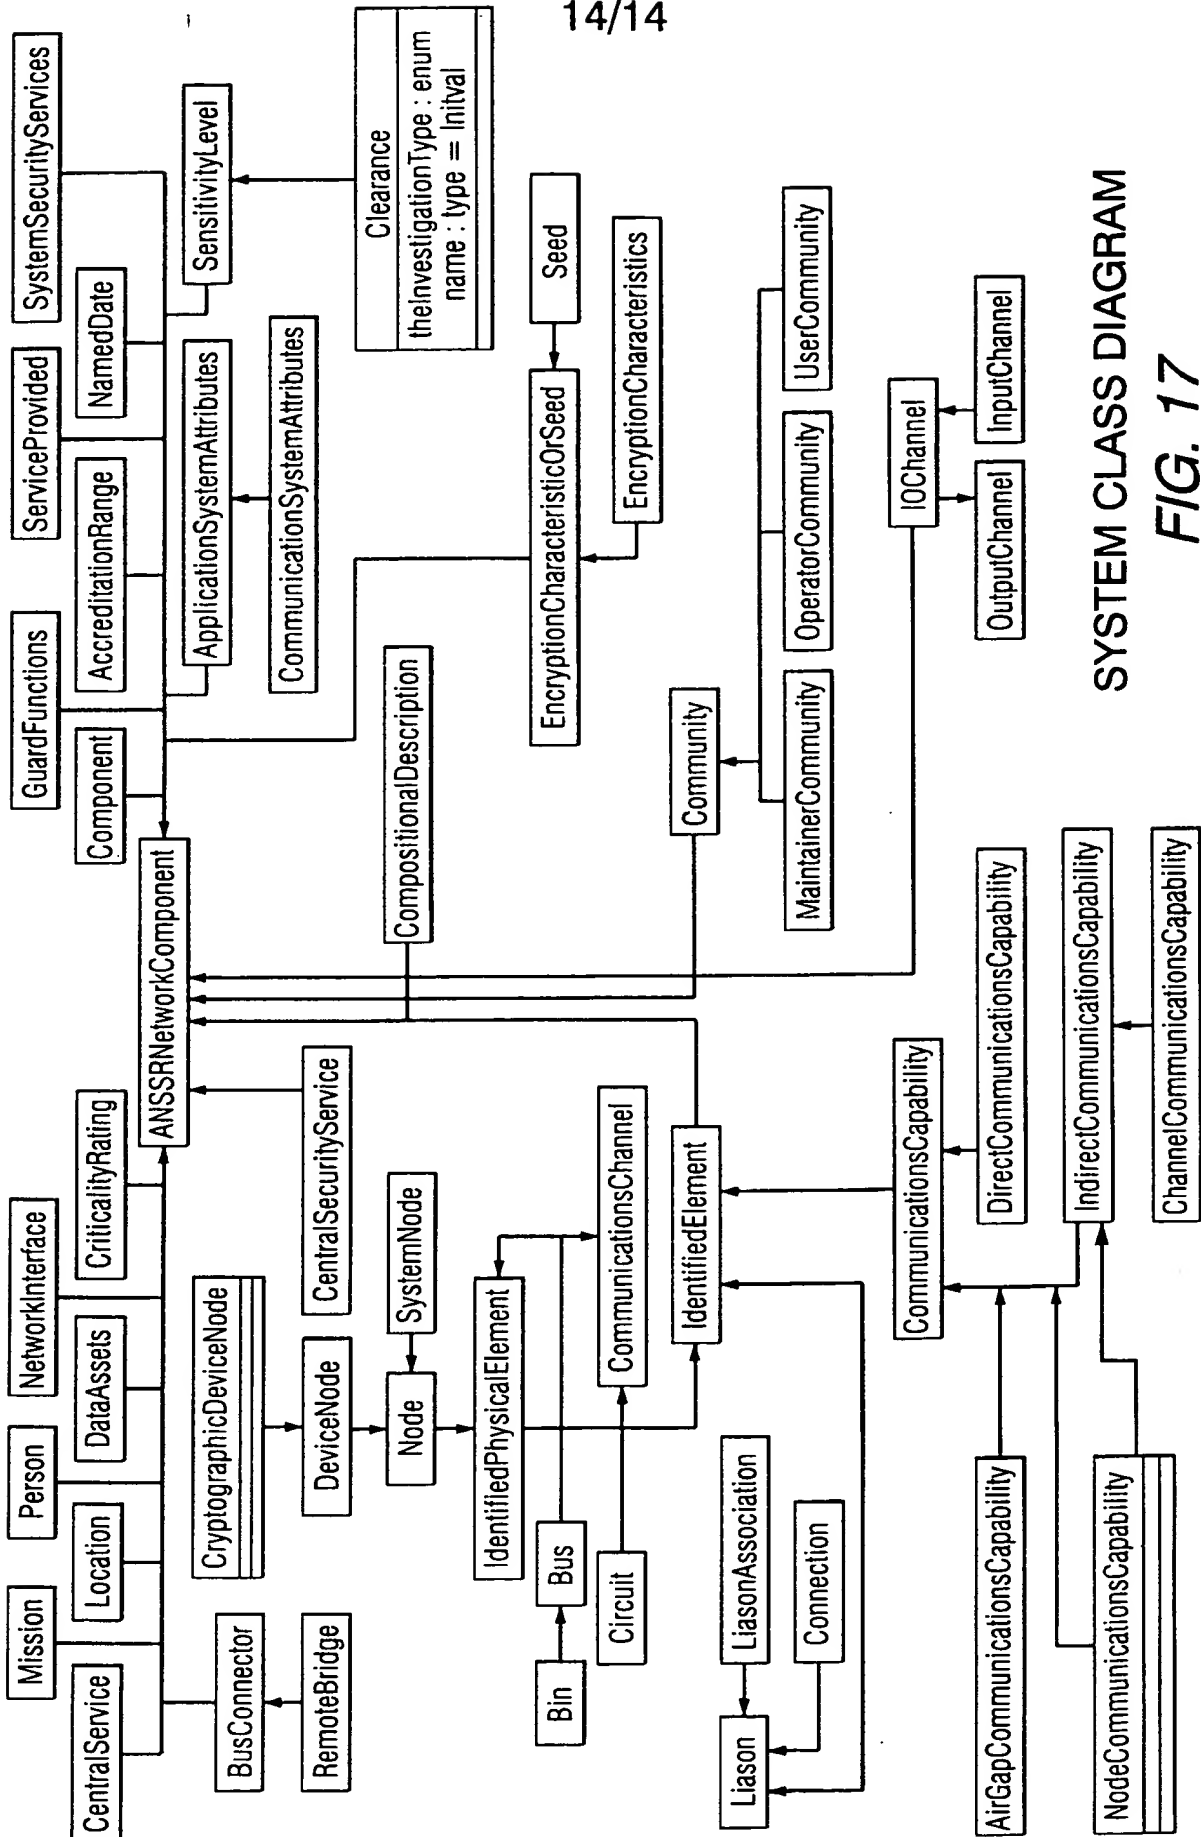 14/14
CentralService
Mission
Location
Person
DataAssets
NetworkInterface
CriticalityRating
ANSSRNetworkComponent
Component
GuardFunctions
AccreditationRange
ServiceProvided
NamedDate
SystemSecurityServices
BusConnector
RemoteBridge
CryptographicDeviceNode
DeviceNode
CentralSecurityService
Node
SystemNode
ApplicationSystemAttributes
CommunicationSystemAttributes
SensitivityLevel
Clearance
theInvestigationType : enum
name : type = Initval
CompositionalDescription
IdentifiedPhysicalElement
Bin
Bus
Circuit
CommunicationsChannel
EncryptionCharacteristicOrSeed
Seed
EncryptionCharacteristics
IdentifiedElement
Liason
LiasonAssociation
Connection
Community
MaintainerCommunity
OperatorCommunity
UserCommunity
CommunicationsCapability
DirectCommunicationsCapability
AirGapCommunicationsCapability
IndirectCommunicationsCapability
NodeCommunicationsCapability
ChannelCommunicationsCapability
IOChannel
OutputChannel
InputChannel
SYSTEM CLASS DIAGRAM
FIG. 17